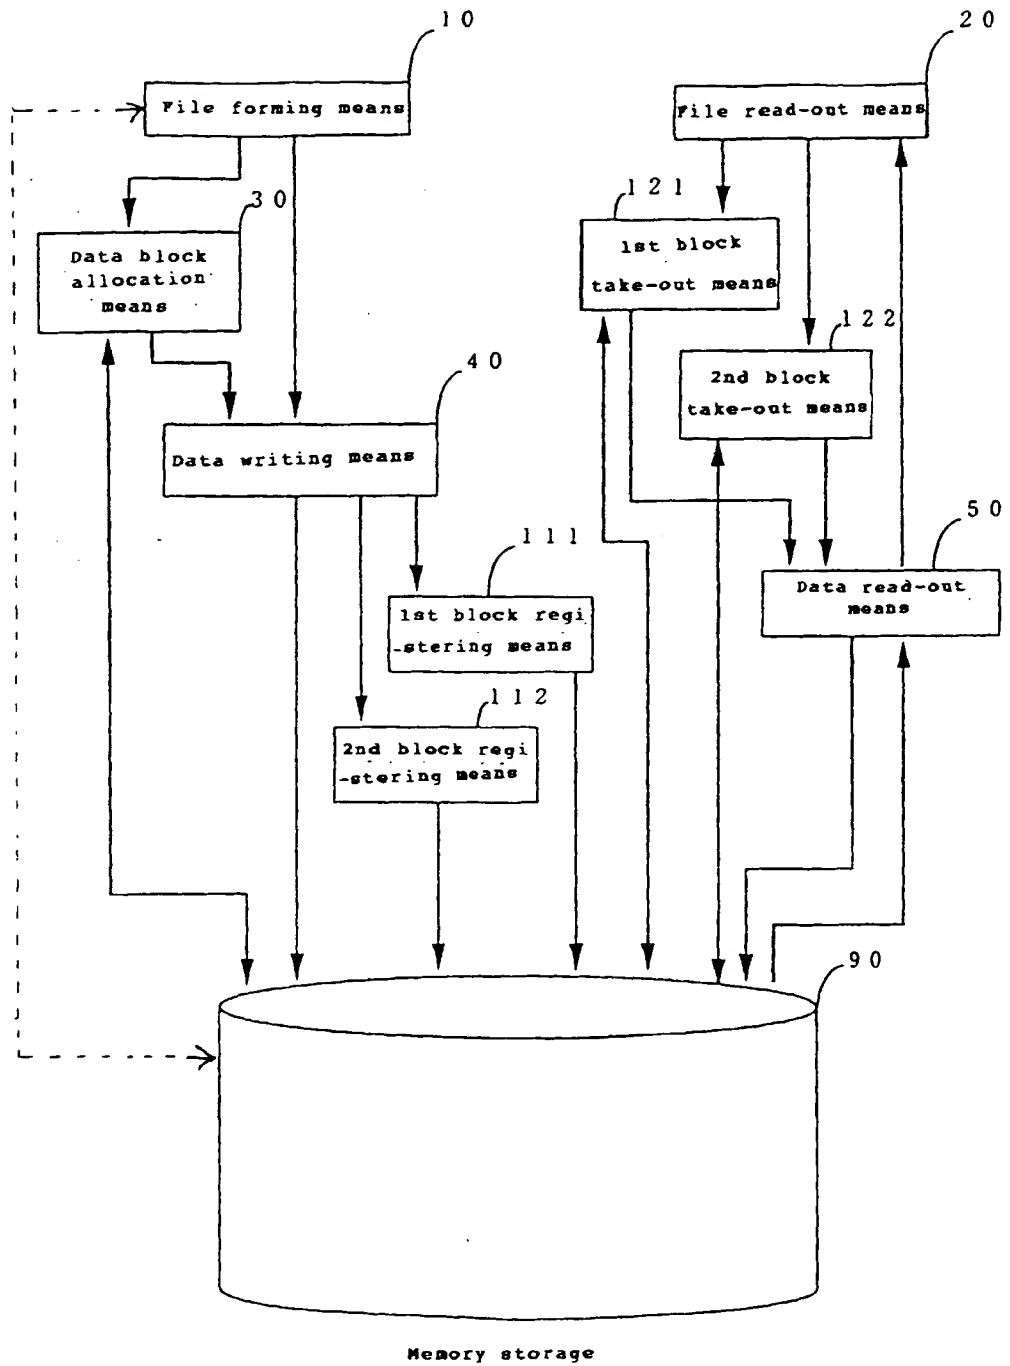 10
20
File forming means
File read-out means
121
30
1st block
take-out means
Data block
allocation
means
122
40
2nd block
take-out means
Data writing means
50
111
Data read-out
means
1st block regi
-stering means
112
2nd block regi
-stering means
90
Memory storage